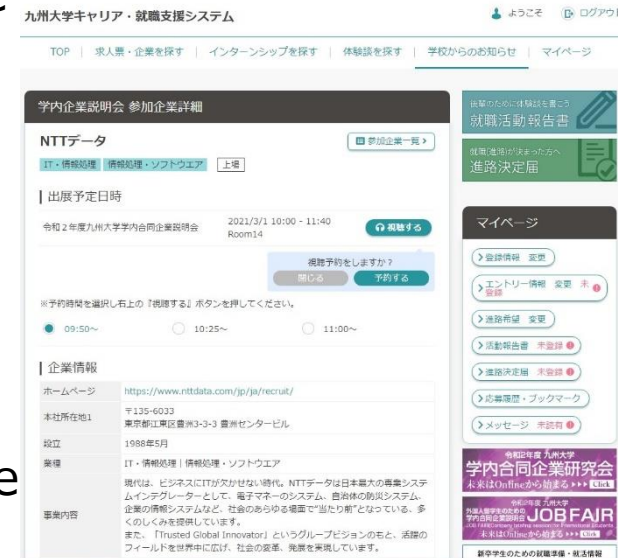 九州大学キャリア・就職支援システム
ようこそ
ログアウト
TOP
求人票・企業を探す
インターンシップを探す
体験談を探す
学校からのお知らせ
マイページ
学内企業説明会 参加企業詳細
NTTデータ
参加企業一覧
IT・情報処理
情報処理・ソフトウエア
上場
出展予定日時
令和２年度九州大学学内合同企業説明会
2021/3/1 10:00 - 11:40
Room14
視聴する
視聴予約をしますか？
閉じる
予約する
※予約時間を選択し右上の『視聴する』ボタンを押してください。
09:50～
10:25～
11:00～
企業情報
ホームページ
https://www.nttdata.com/jp/ja/recruit/
本社所在地1
〒135-6033
東京都江東区豊洲3-3-3 豊洲センタービル
設立
1988年5月
業種
IT・情報処理 | 情報処理・ソフトウエア
事業内容
現代は、ビジネスにITが欠かせない時代。NTTデータは日本最大の専業システ
ムインテグレーターとして、電子マネーのシステム、自治体の防災システム、
企業の情報システムなど、社会のあらゆる場面で"当たり前"となっている、多
くのしくみを提供しています。
また、「Trusted Global Innovator」というグループビジョンのもと、活躍の
フィールドを世界中に広げ、社会の変革、発展を実現しています。
後輩のために体験談を書こう
就職活動報告書
就職(進路)が決まった方へ
進路決定届
マイページ
登録情報 変更
エントリー情報 変更 未
登録
進路希望 変更
活動報告書 未登録
進路決定届 未登録
応募履歴・ブックマーク
メッセージ 未読有
令和2年度 九州大学
学内合同企業研究会
未来はOnlineから始まる
Click
令和2年度 九州大学
外国人留学生のための
学内合同企業説明会
JOB FAIR
未来はOnlineから始まる
Click
新卒学生のための就職準備・就活情報
e